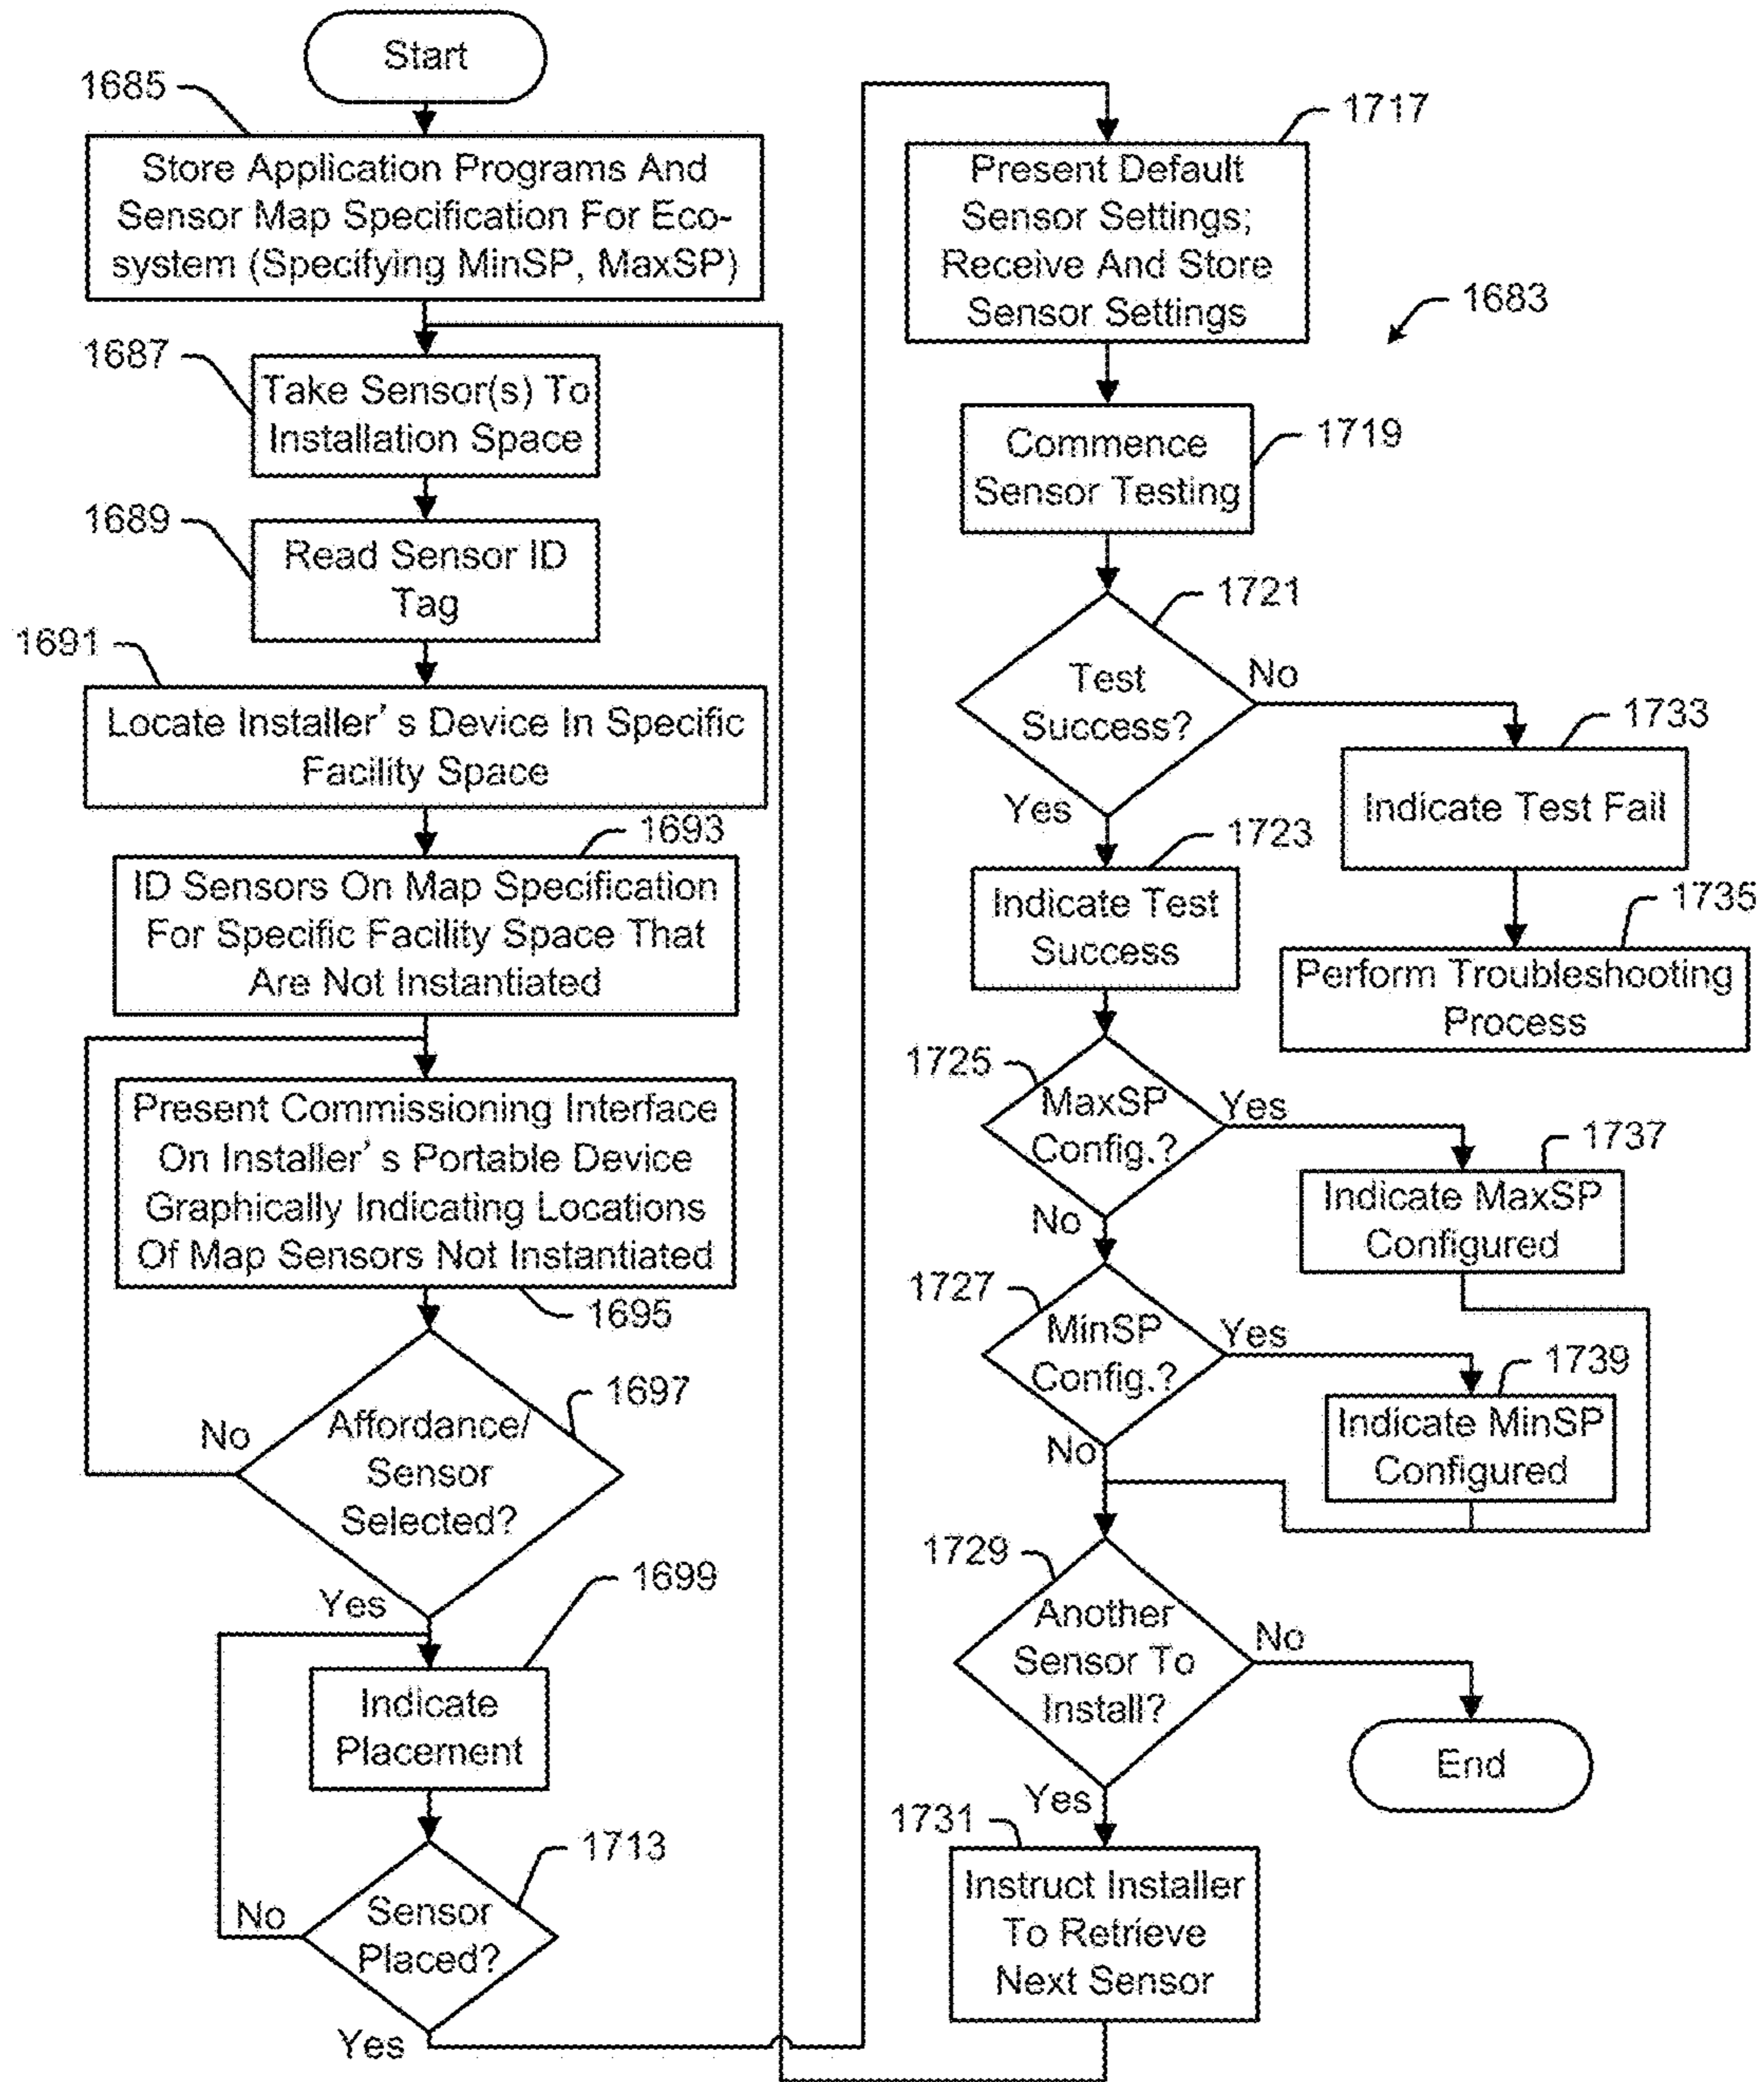 Start
1685
Store Application Programs And
Sensor Map Specification For Eco-
system (Specifying MinSP, MaxSP)
1687
Take Sensor(s) To
Installation Space
1689
Read Sensor ID
Tag
1691
Locate Installer's Device In Specific
Facility Space
1693
ID Sensors On Map Specification
For Specific Facility Space That
Are Not Instantiated
Present Commissioning Interface
On Installer's Portable Device
Graphically Indicating Locations
Of Map Sensors Not Instantiated
1695
1697
Affordance/
Sensor
Selected?
No
Yes
1699
Indicate
Placement
1713
Sensor
Placed?
No
Yes
1717
Present Default
Sensor Settings;
Receive And Store
Sensor Settings
1683
1719
Commence
Sensor Testing
1721
Test
Success?
No
Yes
1733
Indicate Test Fail
1735
Perform Troubleshooting
Process
1723
Indicate Test
Success
1725
MaxSP
Config.?
Yes
No
1737
Indicate MaxSP
Configured
1727
MinSP
Config.?
Yes
No
1739
Indicate MinSP
Configured
1729
Another
Sensor To
Install?
No
Yes
End
1731
Instruct Installer
To Retrieve
Next Sensor